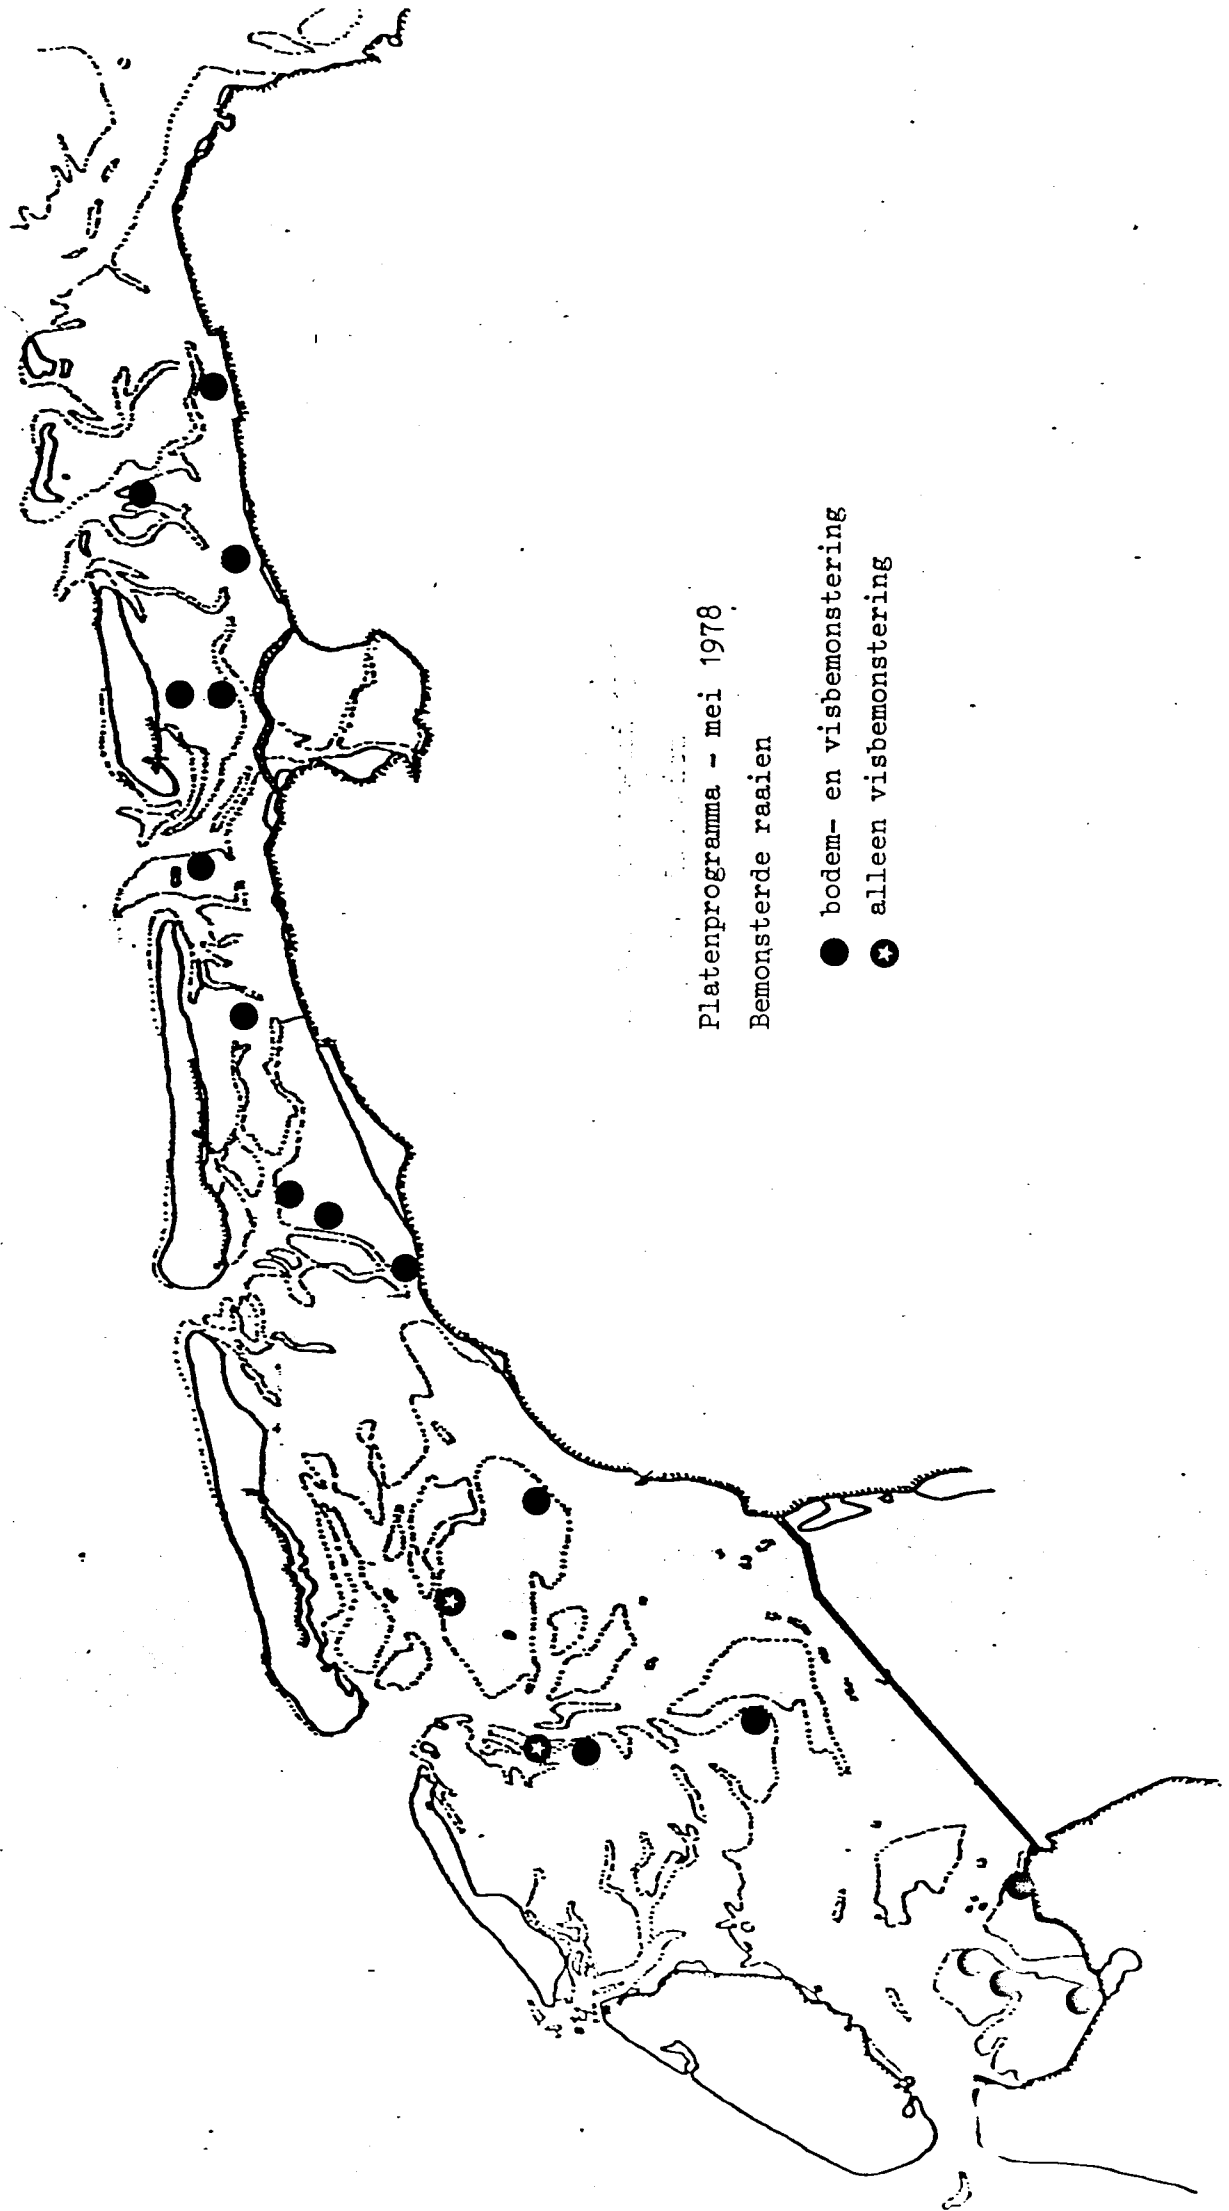 Platenprogramma - mei 1978
Bemonsterde raaien
bodem- en visbemonstering
alleen visbemonstering